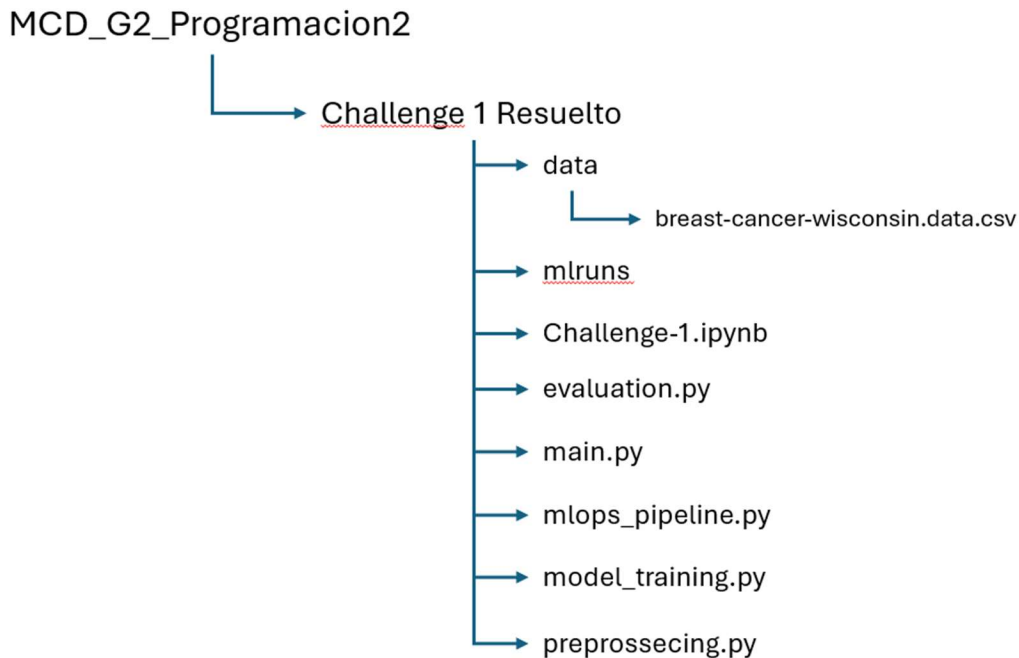 MCD_G2_Programacion2
Challenge 1 Resuelto
data
breast-cancer-wisconsin.data.csv
mlruns
Challenge-1.ipynb
evaluation.py
main.py
mlops_pipeline.py
model_training.py
preprossecing.py